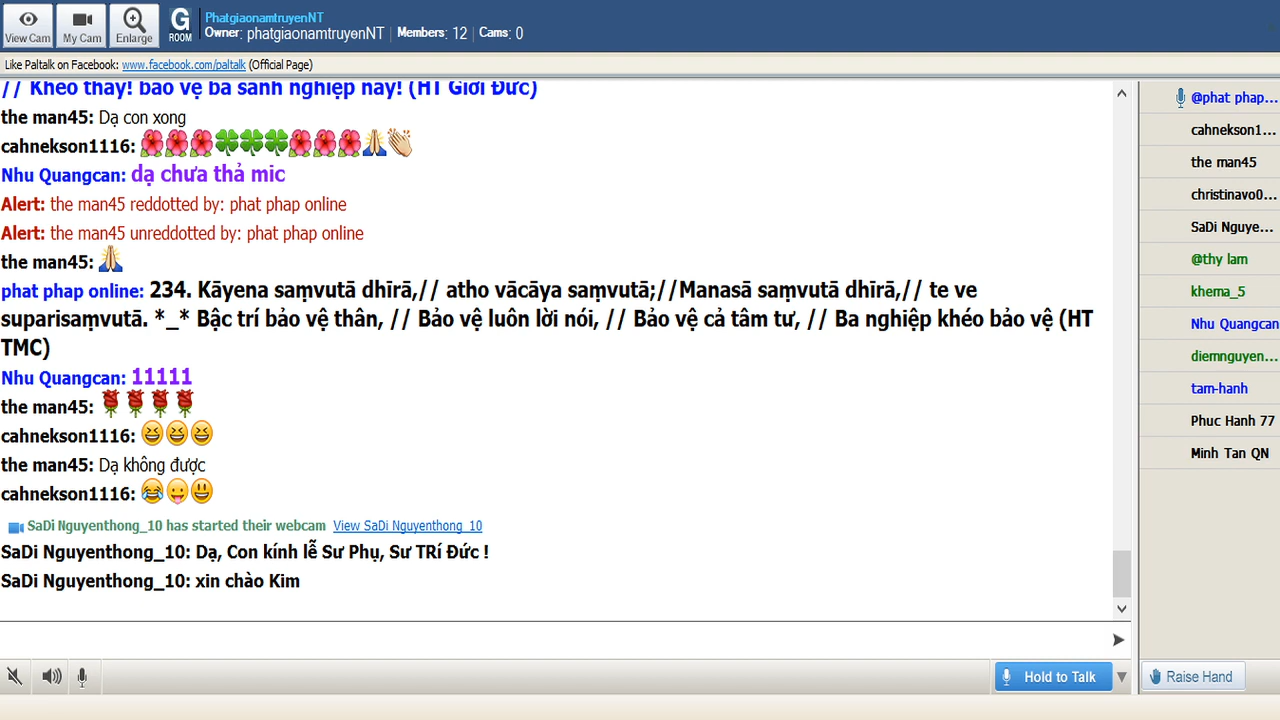 View Cam
My Cam
Enlarge
G
ROOM
PhatgiaonamtruyenNT
Owner: phatgiaonamtruyenNT | Members: 12 | Cams: 0
Like Paltalk on Facebook: www.facebook.com/paltalk (Official Page)
// Khéo thay! bảo vệ ba sanh nghiệp này! (HT Giới Đức)
the man45: Dạ con xong
cahnekson1116:
Nhu Quangcan: dạ chưa thả mic
Alert: the man45 reddotted by: phat phap online
Alert: the man45 unreddotted by: phat phap online
the man45:
phat phap online: 234. Kāyena saṃvutā dhīrā,// atho vācāya saṃvutā;//Manasā saṃvutā dhīrā,// te ve
suparisaṃvutā. *_* Bậc trí bảo vệ thân, // Bảo vệ luôn lời nói, // Bảo vệ cả tâm tư, // Ba nghiệp khéo bảo vệ (HT
TMC)
Nhu Quangcan: 11111
the man45:
cahnekson1116:
the man45: Dạ không được
cahnekson1116:
SaDi Nguyenthong_10 has started their webcam View SaDi Nguyenthong_10
SaDi Nguyenthong_10: Dạ, Con kính lễ Sư Phụ, Sư TRí Đức !
SaDi Nguyenthong_10: xin chào Kim
@phat phap...
cahnekson1...
the man45
christinavo0...
SaDi Nguye...
@thy lam
khema_5
Nhu Quangcan
diemnguyen...
tam-hanh
Phuc Hanh 77
Minh Tan QN
Hold to Talk
Raise Hand